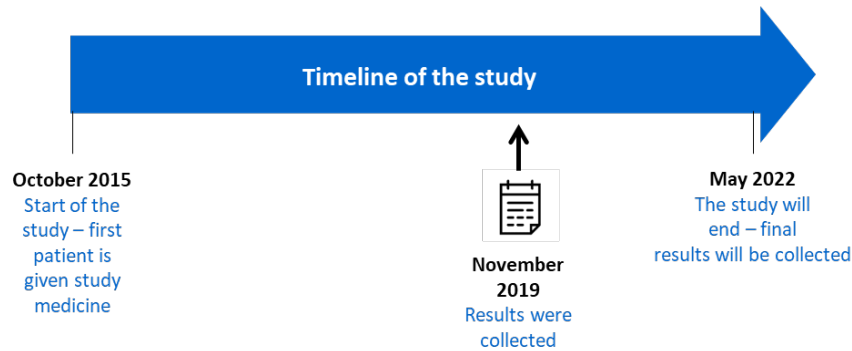 Timeline of the study
October 2015
Start of the
study – first
patient is
given study
medicine
November
2019
Results were
collected
May 2022
The study will
end – final
results will be collected